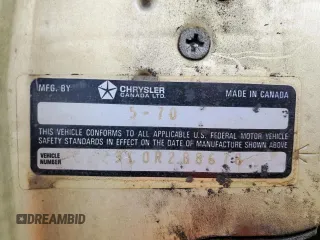 MFG. BY CHRYSLER CANADA LTD. MADE IN CANADA
5-70
THIS VEHICLE CONFORMS TO ALL APPLICABLE U.S. FEDERAL MOTOR VEHICLE
SAFETY STANDARDS IN EFFECT ON THE DATE OF MANUFACTURE SHOWN ABOVE
VEHICLE NUMBER
DREAMBID